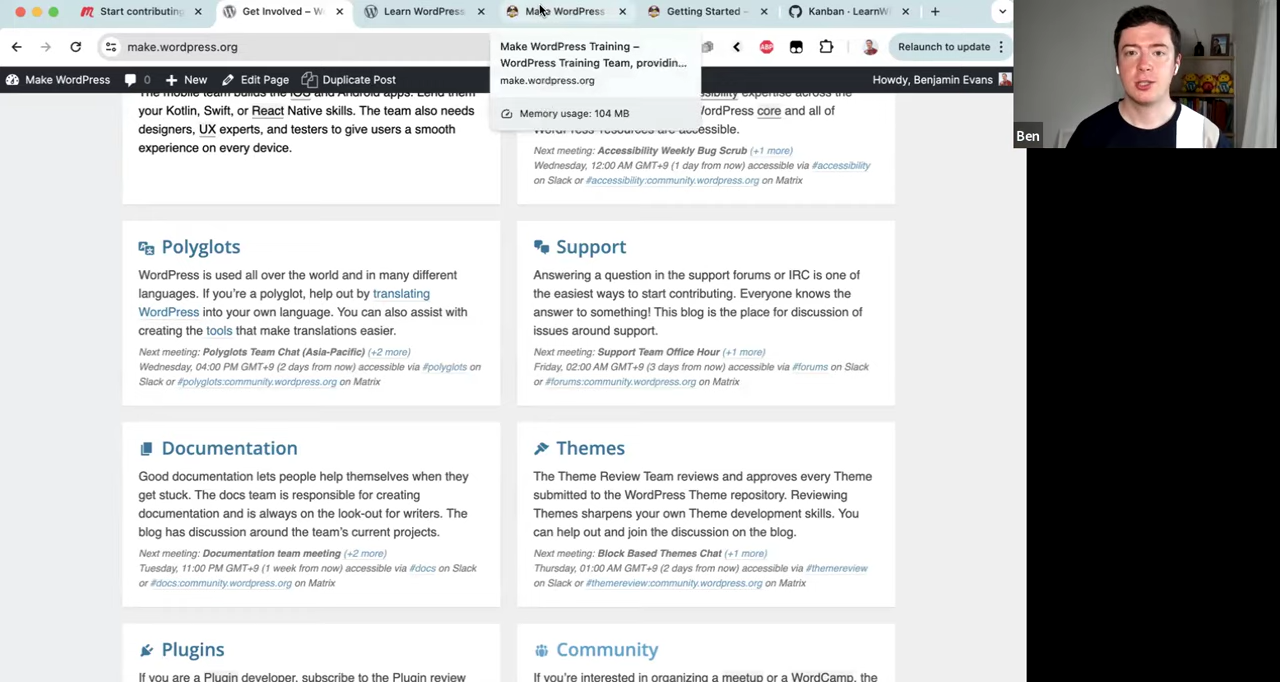 Start contributing
Get Involved – W
Learn WordPress
Make WordPress
Getting Started –
Kanban · LearnW
make.wordpress.org
Relaunch to update
ABP
Make WordPress Training –
WordPress Training Team, providin...
make.wordpress.org
Memory usage: 104 MB
Make WordPress
0
New
Edit Page
Duplicate Post
Howdy, Benjamin Evans
Ben
The mobile team builds the iOS and Android apps. Lend them
your Kotlin, Swift, or React Native skills. The team also needs
designers, UX experts, and testers to give users a smooth
experience on every device.
expertise across the
WordPress core and all of
WordPress resources are accessible.
Next meeting: Accessibility Weekly Bug Scrub (+1 more)
Wednesday, 12:00 AM GMT+9 (1 day from now) accessible via #accessibility
on Slack or #accessibility:community.wordpress.org on Matrix
Polyglots
WordPress is used all over the world and in many different
languages. If you're a polyglot, help out by translating
WordPress into your own language. You can also assist with
creating the tools that make translations easier.
Next meeting: Polyglots Team Chat (Asia-Pacific) (+2 more)
Wednesday, 04:00 PM GMT+9 (2 days from now) accessible via #polyglots on
Slack or #polyglots:community.wordpress.org on Matrix
Support
Answering a question in the support forums or IRC is one of
the easiest ways to start contributing. Everyone knows the
answer to something! This blog is the place for discussion of
issues around support.
Next meeting: Support Team Office Hour (+1 more)
Friday, 02:00 AM GMT+9 (3 days from now) accessible via #forums on Slack
or #forums:community.wordpress.org on Matrix
Documentation
Good documentation lets people help themselves when they
get stuck. The docs team is responsible for creating
documentation and is always on the look-out for writers. The
blog has discussion around the team's current projects.
Next meeting: Documentation team meeting (+2 more)
Tuesday, 11:00 PM GMT+9 (1 week from now) accessible via #docs on Slack
or #docs:community.wordpress.org on Matrix
Themes
The Theme Review Team reviews and approves every Theme
submitted to the WordPress Theme repository. Reviewing
Themes sharpens your own Theme development skills. You
can help out and join the discussion on the blog.
Next meeting: Block Based Themes Chat (+1 more)
Thursday, 01:00 AM GMT+9 (2 days from now) accessible via #themereview
on Slack or #themereview:community.wordpress.org on Matrix
Plugins
If you are a Plugin developer, subscribe to the Plugin review
Community
If you're interested in organizing a meetup or a WordCamp, the